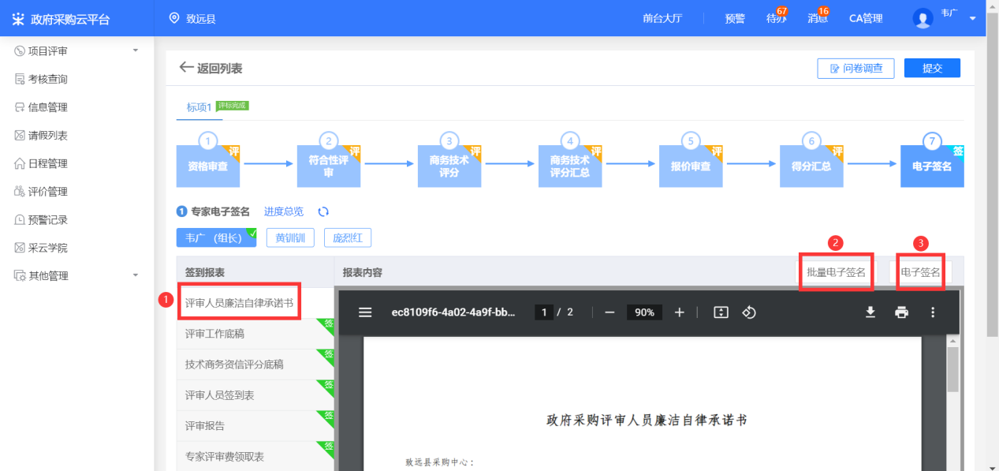 政府采购云平台
致远县
前台大厅
预警
待办
67
消息
16
CA管理
韦广
项目评审
考核查询
信息管理
请假列表
日程管理
评价管理
预警记录
采云学院
其他管理
返回列表
问卷调查
提交
标项1
评标完成
1
评
资格审查
2
评
符合性评
审
3
评
商务技术
评分
4
评
商务技术
评分汇总
5
评
报价审查
6
评
得分汇总
7
签
电子签名
1 专家电子签名
进度总览
韦广 (组长)
黄钏钏
庞烈红
2
3
签到报表
报表内容
批量电子签名
电子签名
1
评审人员廉洁自律承诺书
评审工作底稿
签
技术商务资信评分底稿
签
评审人员签到表
签
评审报告
签
专家评审费领取表
签
ec8109f6-4a02-4a9f-bb...
1 / 2
90%
政府采购评审人员廉洁自律承诺书
致远县采购中心: